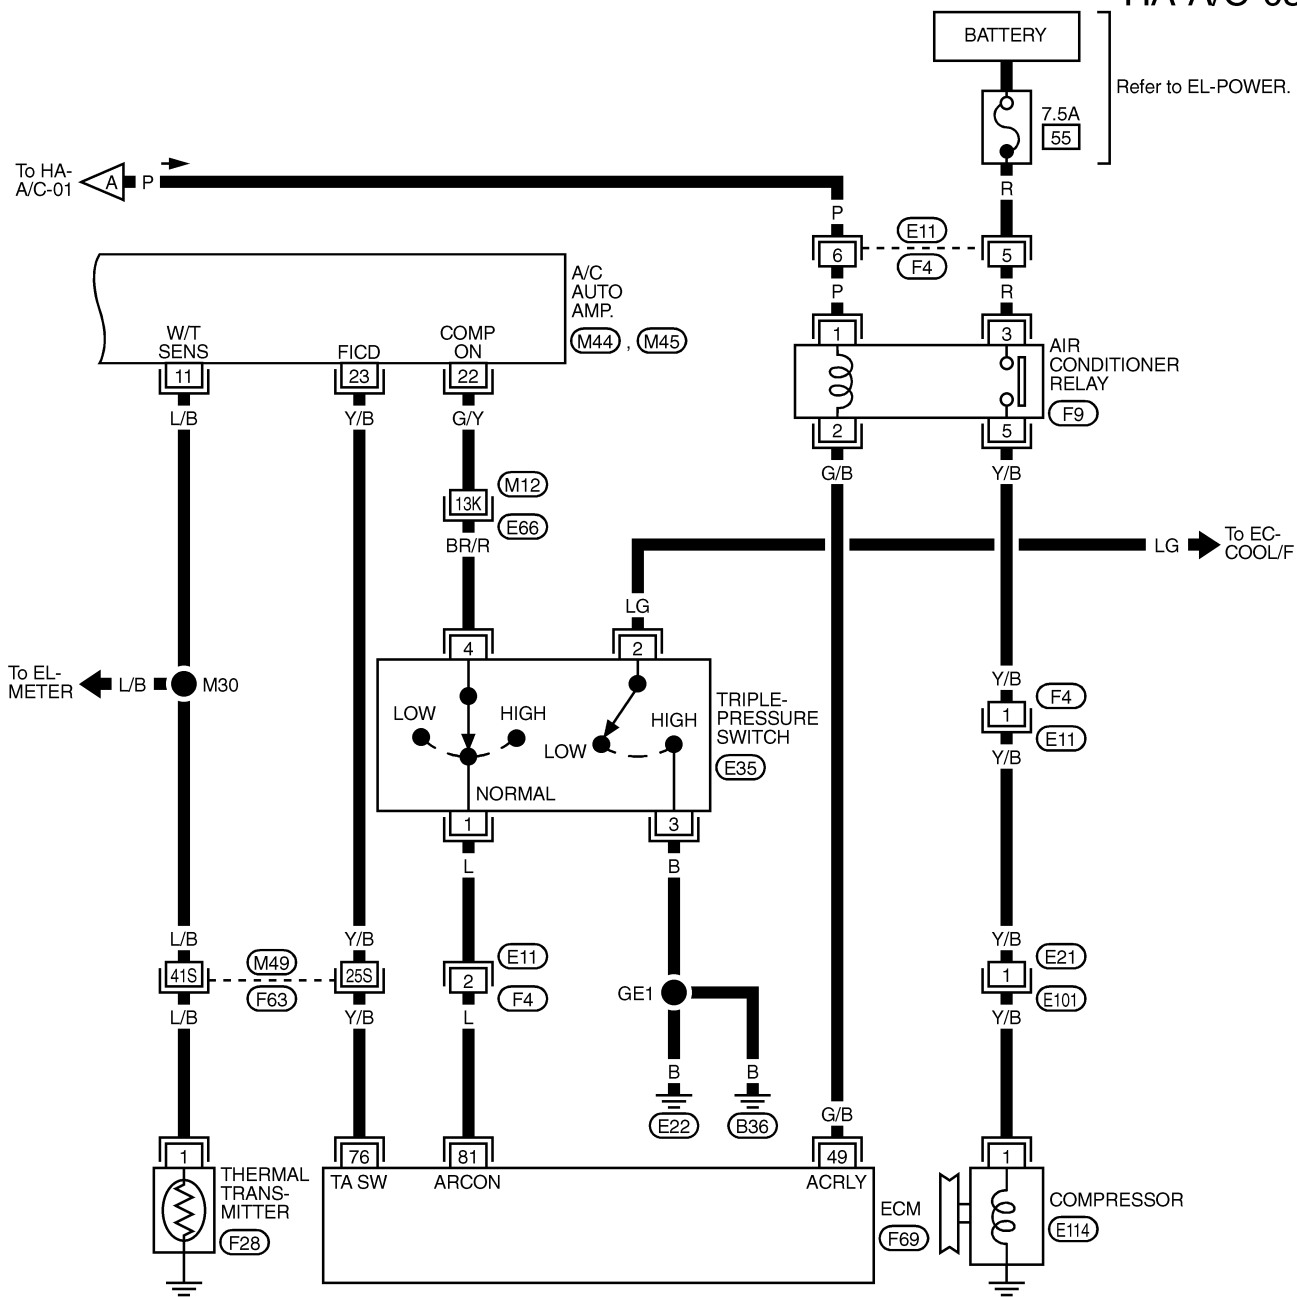 BATTERY
Refer to EL-POWER.
7.5A
55
To HA-
A/C-01
A
P
R
P
E11
6
5
F4
P
R
A/C
AUTO
AMP.
M44 , M45
W/T
SENS
FICD
COMP
ON
11
23
22
1
3
AIR
CONDITIONER
RELAY
F9
2
5
L/B
Y/B
G/Y
G/B
Y/B
M12
13K
E66
BR/R
LG
To EC-
COOL/F
LG
4
2
To EL-
METER
L/B
M30
LOW
HIGH
LOW
HIGH
NORMAL
TRIPLE-
PRESSURE
SWITCH
E35
Y/B
F4
1
E11
Y/B
1
3
L
B
L/B
Y/B
E11
Y/B
E21
M49
41S
25S
2
1
F63
F4
E101
GE1
L/B
Y/B
L
Y/B
B
B
E22
B36
G/B
1
76
81
49
1
THERMAL
TRANS-
MITTER
F28
TA SW
ARCON
ACRLY
ECM
F69
COMPRESSOR
E114